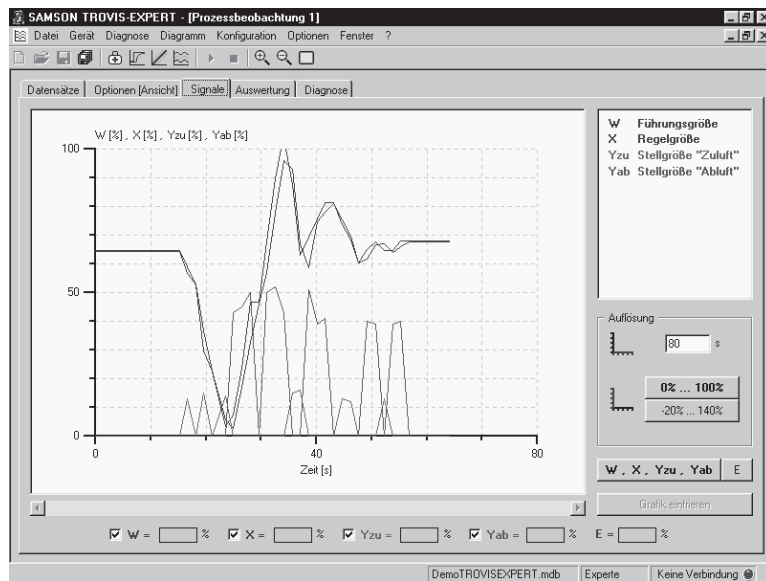 SAMSON TROVIS-EXPERT - [Prozessbeobachtung 1]
Datei Gerät Diagnose Diagramm Konfiguration Optionen Fenster ?
Datensätze Optionen [Ansicht] Signale Auswertung Diagnose
W [%] , X [%] , Yzu [%] , Yab [%]
100
50
0
0 40 80
Zeit [s]
W Führungsgröße
X Regelgröße
Yzu Stellgröße "Zuluft"
Yab Stellgröße "Abluft"
Auflösung
80 s
0% ... 100%
-20% ... 140%
W , X , Yzu , Yab E
Grafik einfrieren
W = % X = % Yzu = % Yab = % E = %
DemoTROVISEXPERT.mdb Experte Keine Verbindung